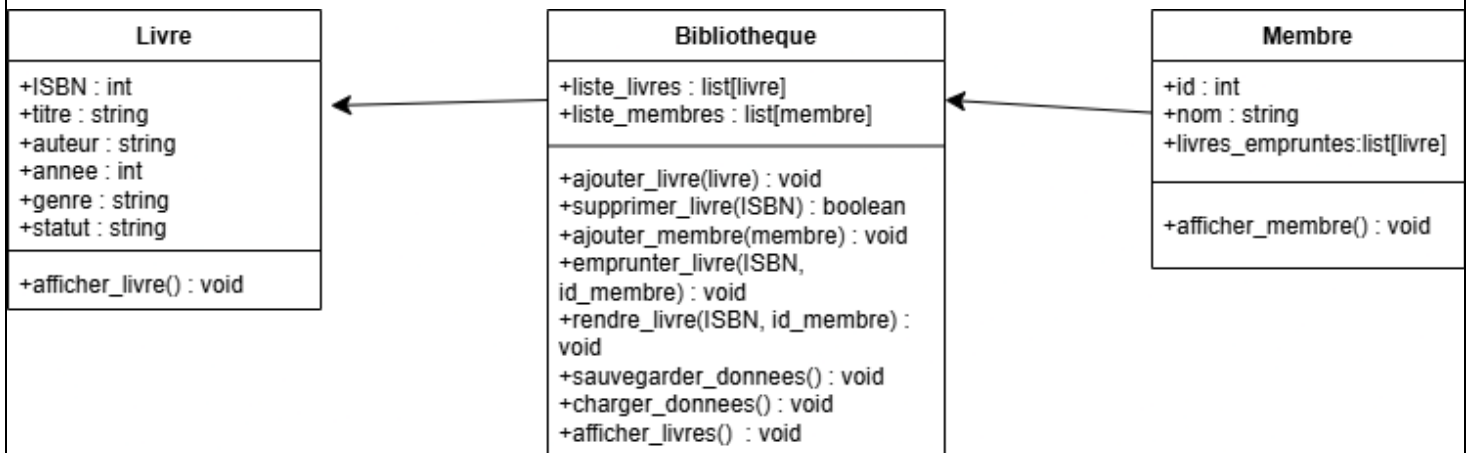 Livre
+ISBN : int
+titre : string
+auteur : string
+annee : int
+genre : string
+statut : string
+afficher_livre() : void
Bibliotheque
+liste_livres : list[livre]
+liste_membres : list[membre]
+ajouter_livre(livre) : void
+supprimer_livre(ISBN) : boolean
+ajouter_membre(membre) : void
+emprunter_livre(ISBN,
id_membre) : void
+rendre_livre(ISBN, id_membre) :
void
+sauvegarder_donnees() : void
+charger_donnees() : void
+afficher_livres() : void
Membre
+id : int
+nom : string
+livres_empruntes:list[livre]
+afficher_membre() : void